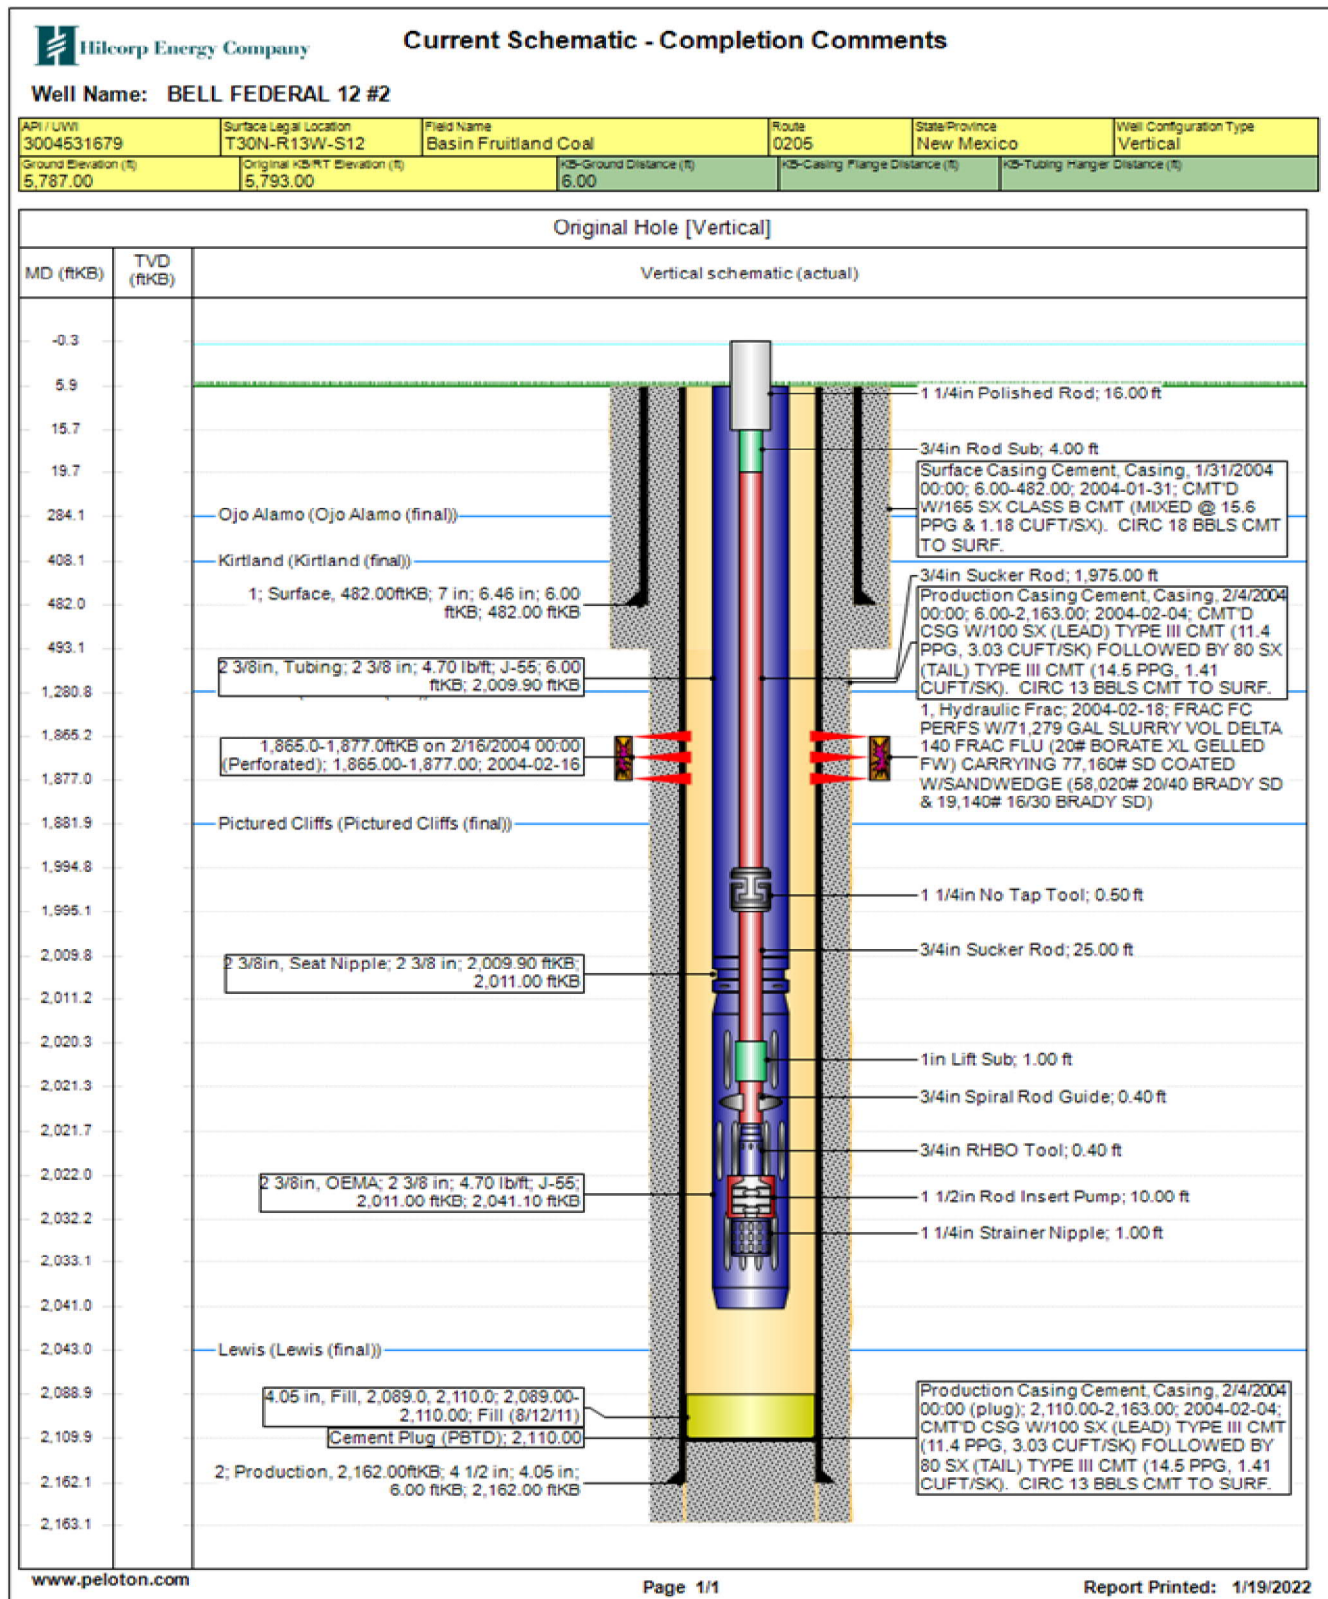 Hilcorp Energy Company
Current Schematic - Completion Comments
Well Name: BELL FEDERAL 12 #2
API / UWI
3004531679
Surface Legal Location
T30N-R13W-S12
Field Name
Basin Fruitland Coal
Route
0205
State/Province
New Mexico
Well Configuration Type
Vertical
Ground Elevation (ft)
5,787.00
Original KB/RT Elevation (ft)
5,793.00
KB-Ground Distance (ft)
6.00
KB-Casing Flange Distance (ft)
KB-Tubing Hanger Distance (ft)
Original Hole [Vertical]
MD (ftKB)
TVD
(ftKB)
Vertical schematic (actual)
-0.3
5.9
1 1/4in Polished Rod; 16.00 ft
15.7
3/4in Rod Sub; 4.00 ft
19.7
Surface Casing Cement, Casing, 1/31/2004
00:00; 6.00-482.00; 2004-01-31; CMT'D
W/165 SX CLASS B CMT (MIXED @ 15.6
PPG & 1.18 CUFT/SX). CIRC 18 BBLS CMT
TO SURF.
284.1
Ojo Alamo (Ojo Alamo (final))
408.1
Kirtland (Kirtland (final))
3/4in Sucker Rod; 1,975.00 ft
482.0
1; Surface, 482.00ftKB; 7 in; 6.46 in; 6.00
ftKB; 482.00 ftKB
Production Casing Cement, Casing, 2/4/2004
00:00; 6.00-2,163.00; 2004-02-04; CMT'D
CSG W/100 SX (LEAD) TYPE III CMT (11.4
PPG, 3.03 CUFT/SK) FOLLOWED BY 80 SX
(TAIL) TYPE III CMT (14.5 PPG, 1.41
CUFT/SK). CIRC 13 BBLS CMT TO SURF.
493.1
2 3/8in, Tubing; 2 3/8 in; 4.70 lb/ft; J-55; 6.00
ftKB; 2,009.90 ftKB
1,280.8
1,865.2
1,865.0-1,877.0ftKB on 2/16/2004 00:00
(Perforated); 1,865.00-1,877.00; 2004-02-16
1, Hydraulic Frac; 2004-02-18; FRAC FC
PERFS W/71,279 GAL SLURRY VOL DELTA
140 FRAC FLU (20# BORATE XL GELLED
FW) CARRYING 77,160# SD COATED
W/SANDWEDGE (58,020# 20/40 BRADY SD
& 19,140# 16/30 BRADY SD)
1,877.0
1,881.9
Pictured Cliffs (Pictured Cliffs (final))
1,994.8
1 1/4in No Tap Tool; 0.50 ft
1,995.1
3/4in Sucker Rod; 25.00 ft
2,009.8
2 3/8in, Seat Nipple; 2 3/8 in; 2,009.90 ftKB;
2,011.00 ftKB
2,011.2
2,020.3
1in Lift Sub; 1.00 ft
2,021.3
3/4in Spiral Rod Guide; 0.40 ft
2,021.7
3/4in RHBO Tool; 0.40 ft
2,022.0
2 3/8in, OEMA; 2 3/8 in; 4.70 lb/ft; J-55;
2,011.00 ftKB; 2,041.10 ftKB
1 1/2in Rod Insert Pump; 10.00 ft
2,032.2
1 1/4in Strainer Nipple; 1.00 ft
2,033.1
2,041.0
2,043.0
Lewis (Lewis (final))
2,088.9
4.05 in, Fill, 2,089.0, 2,110.0; 2,089.00-
2,110.00; Fill (8/12/11)
Production Casing Cement, Casing, 2/4/2004
00:00 (plug); 2,110.00-2,163.00; 2004-02-04;
CMT'D CSG W/100 SX (LEAD) TYPE III CMT
(11.4 PPG, 3.03 CUFT/SK) FOLLOWED BY
80 SX (TAIL) TYPE III CMT (14.5 PPG, 1.41
CUFT/SK). CIRC 13 BBLS CMT TO SURF.
2,109.9
Cement Plug (PBTD); 2,110.00
2,162.1
2; Production, 2,162.00ftKB; 4 1/2 in; 4.05 in;
6.00 ftKB; 2,162.00 ftKB
2,163.1
www.peloton.com
Page 1/1
Report Printed: 1/19/2022